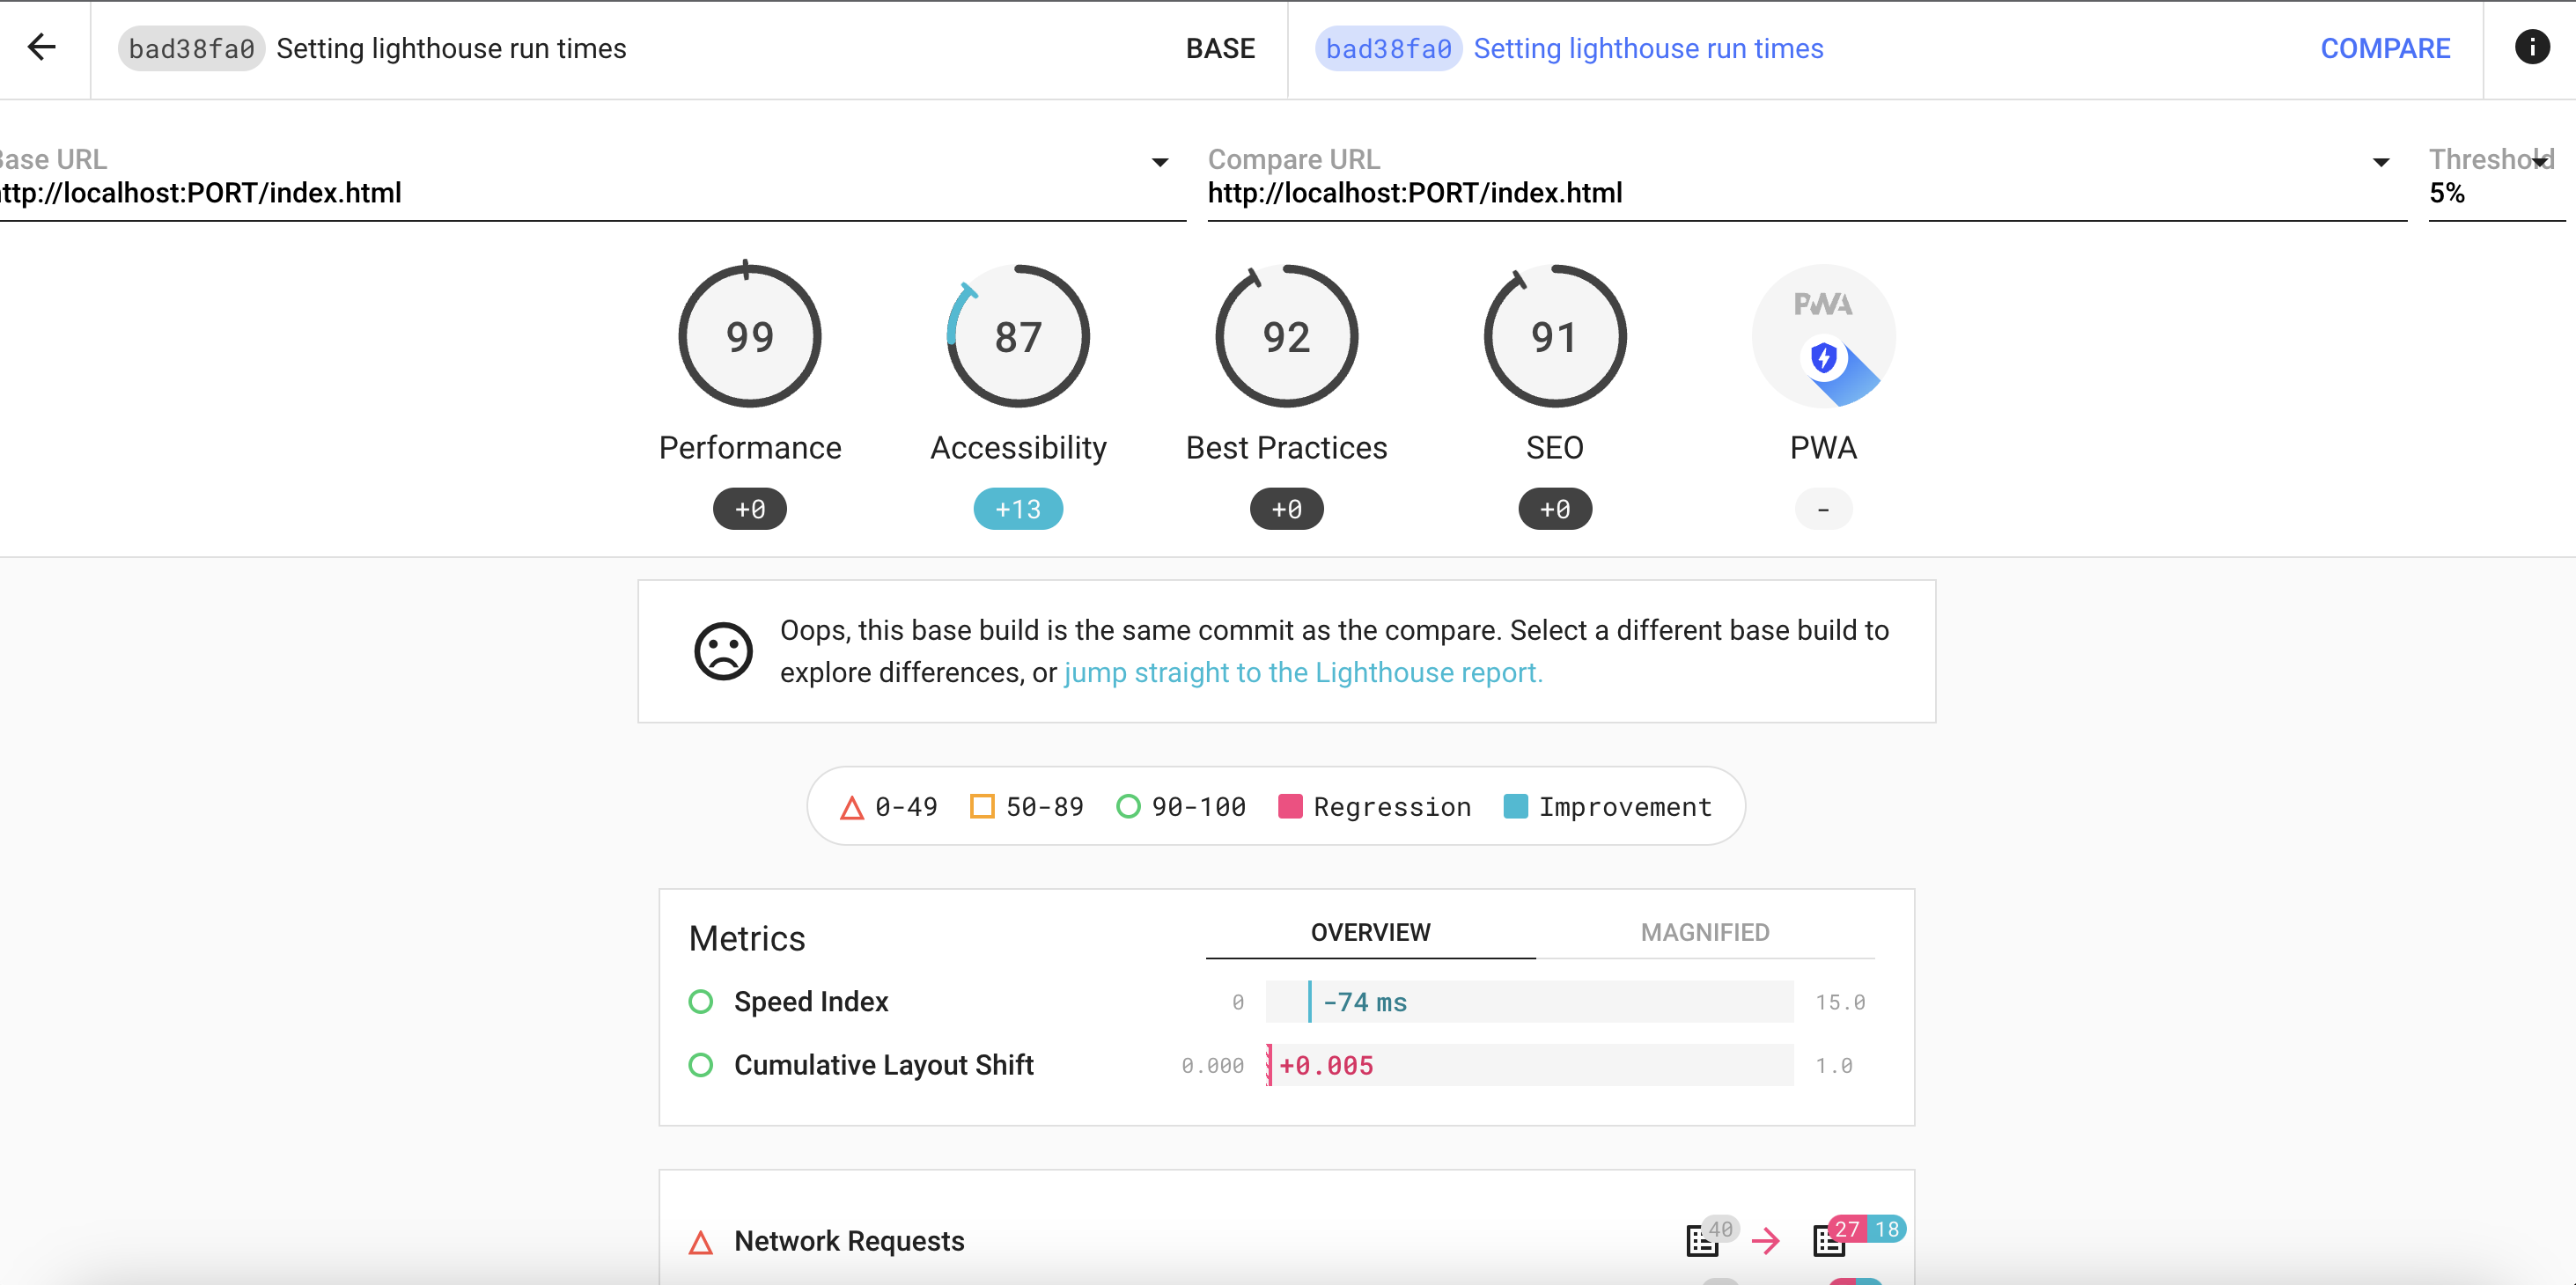 bad38fa0 Setting lighthouse run times BASE bad38fa0 Setting lighthouse run times COMPARE
Base URL
ttp://localhost:PORT/index.html
Compare URL
http://localhost:PORT/index.html
Threshold
5%
99 87 92 91 PWA
Performance Accessibility Best Practices SEO PWA
+0 +13 +0 +0 -
Oops, this base build is the same commit as the compare. Select a different base build to
explore differences, or jump straight to the Lighthouse report.
0-49 50-89 90-100 Regression Improvement
Metrics OVERVIEW MAGNIFIED
Speed Index 0 -74 ms 15.0
Cumulative Layout Shift 0.000 +0.005 1.0
Network Requests 40 27 18